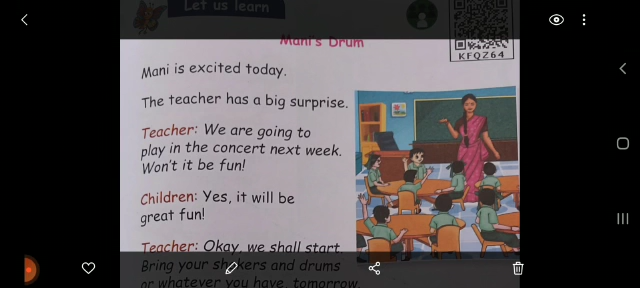 Let us learn
KFQZ64
Mani's Drum
Mani is excited today.
The teacher has a big surprise.
Teacher: We are going to
play in the concert next week.
Won't it be fun!
Children: Yes, it will be
great fun!
Teacher: Okay, we shall start.
Bring your shakers and drums
or whatever you have, tomorrow.